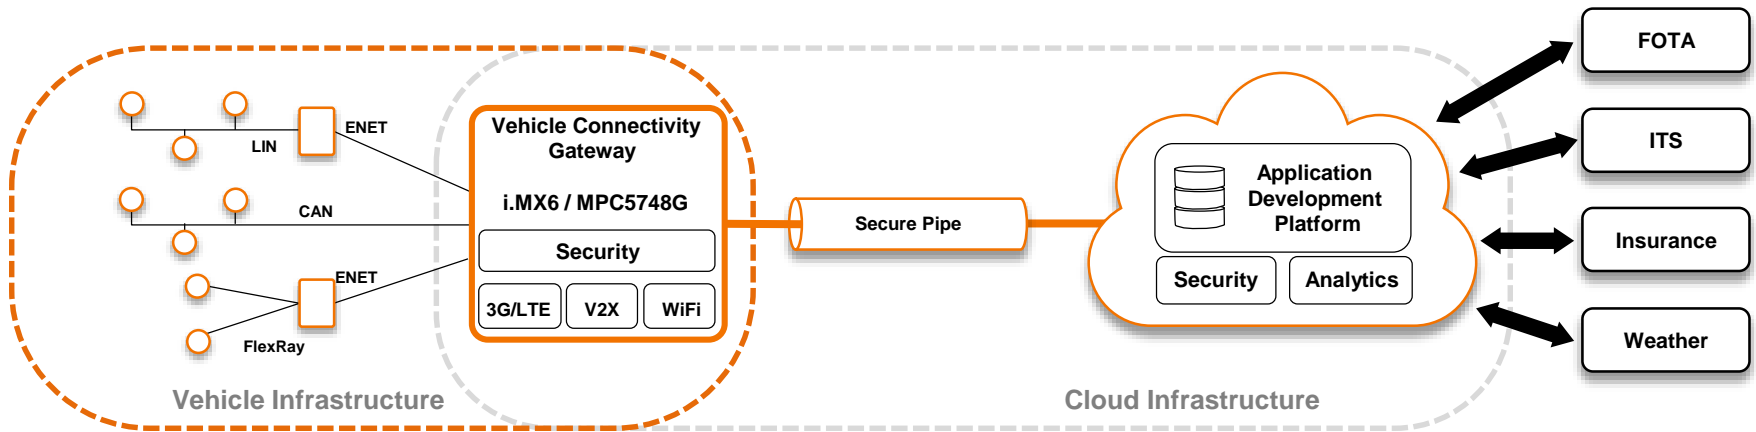 ENET
LIN
CAN
ENET
FlexRay
Vehicle Infrastructure
Vehicle Connectivity
Gateway
i.MX6 / MPC5748G
Security
3G/LTE
V2X
WiFi
Secure Pipe
Application
Development
Platform
Security
Analytics
Cloud Infrastructure
FOTA
ITS
Insurance
Weather